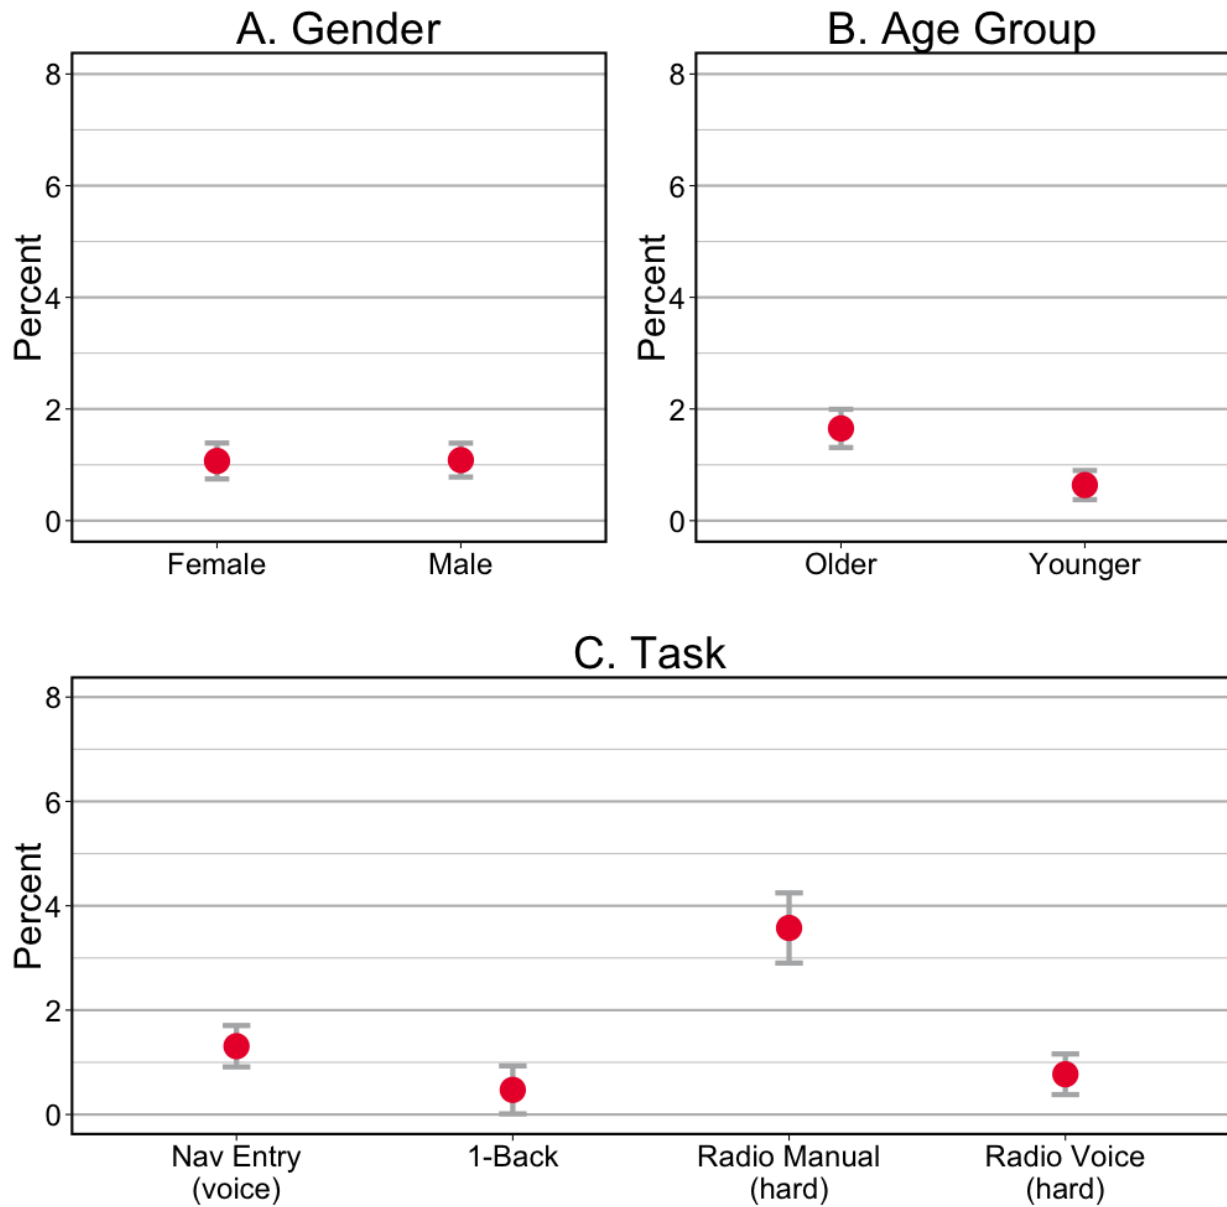 A. Gender
B. Age Group
Percent
8
6
4
2
0
Female Male
Percent
8
6
4
2
0
Older Younger
C. Task
Percent
8
6
4
2
0
Nav Entry 1-Back Radio Manual Radio Voice
(voice) (hard) (hard)